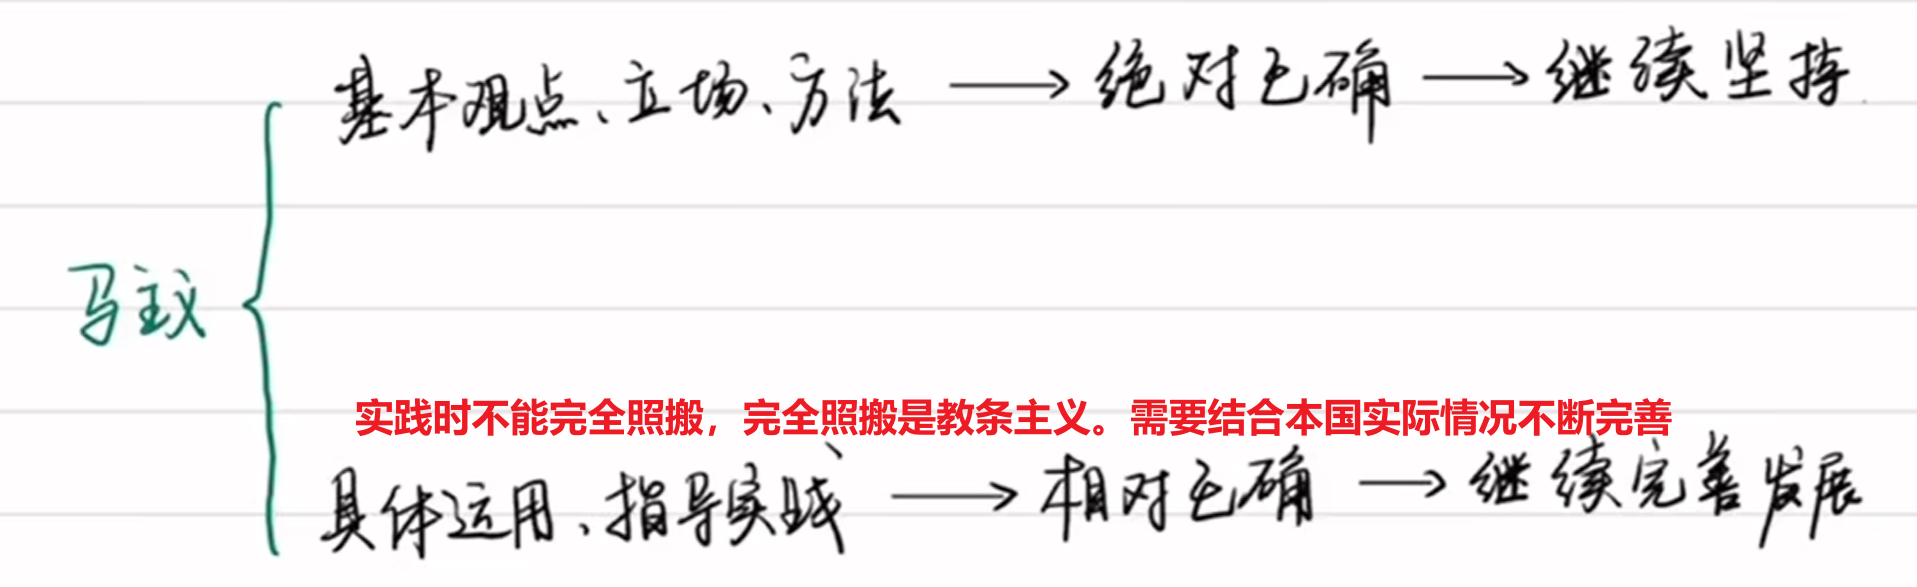 基本观点、立场、方法 → 绝对正确 → 继续坚持
马主义
实践时不能完全照搬，完全照搬是教条主义。需要结合本国实际情况不断完善
具体运用、指导实践 → 相对正确 → 继续完善发展